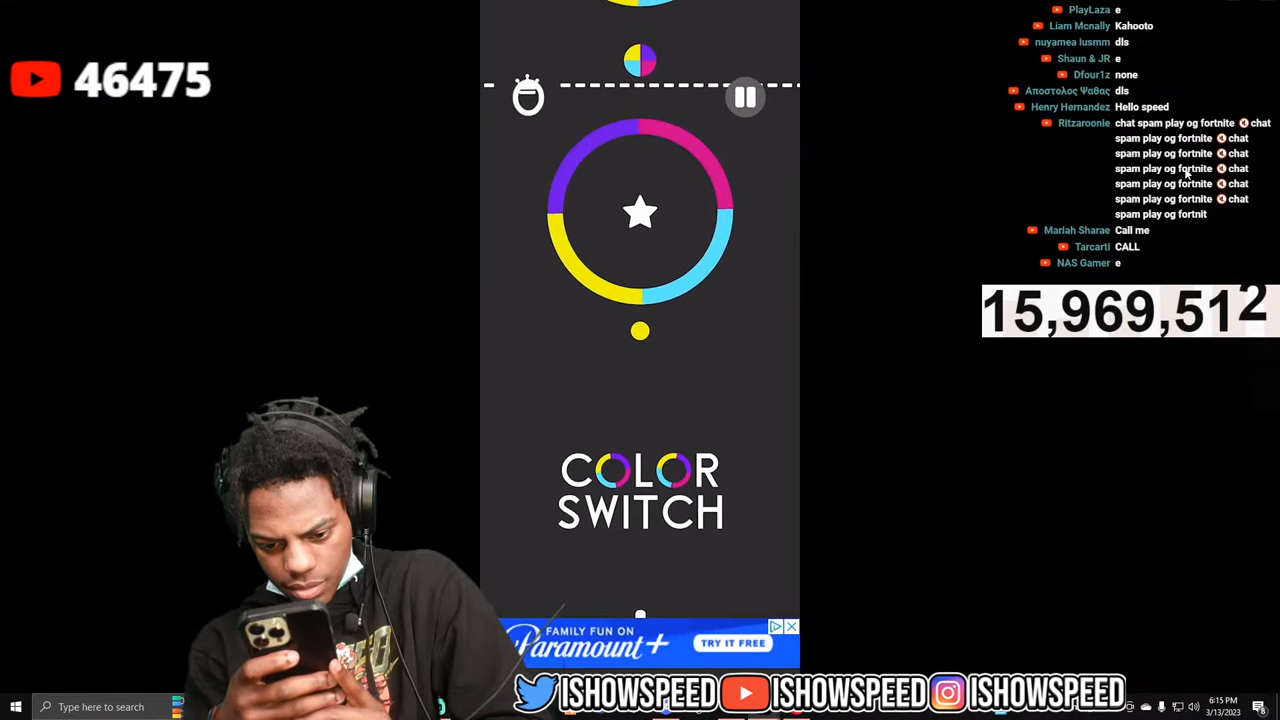 46475
PlayLaza e
Liam Mcnally Kahooto
nuyamea iusmm dls
Shaun & JR e
Dfour1z none
Αποστολος Ψαθας dls
Henry Hernandez Hello speed
Ritzaroonie chat spam play og fortnite chat
spam play og fortnite chat
spam play og fortnite chat
spam play og fortnite chat
spam play og fortnite chat
spam play og fortnite chat
spam play og fortnit
Mariah Sharae Call me
Tarcarti CALL
NAS Gamer e
15,969,512
COLOR
SWITCH
FAMILY FUN ON
Paramount+
TRY IT FREE
ISHOWSPEED ISHOWSPEED ISHOWSPEED
Type here to search
6:15 PM
3/13/2023
8